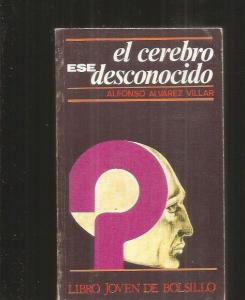 el cerebro
ESE desconocido
ALFONSO ALVAREZ VILLAR
LIBRO JOVEN DE BOLSILLO